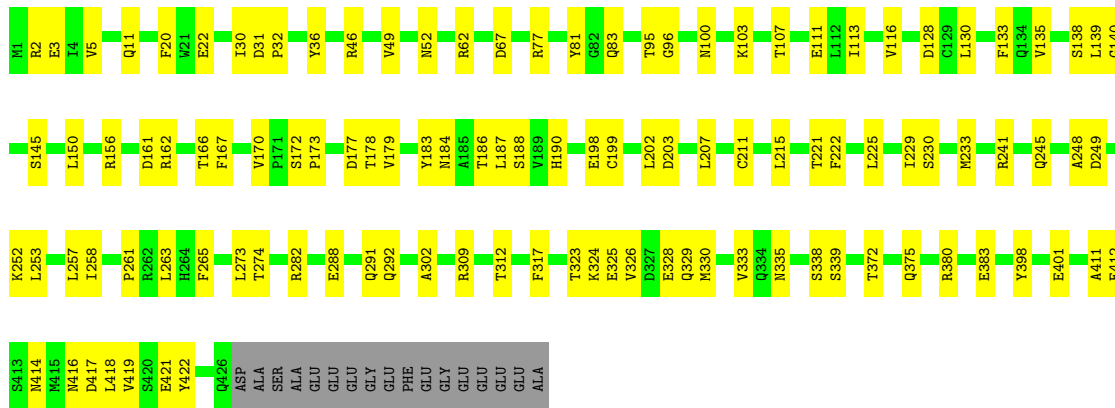 M1 R2 E3 I4 V5 Q11 F20 W21 E22 I30 D31 P32 Y36 R46 V49 N52 R62 D67 R77 Y81 G82 Q83 T95 G96 N100 K103 T107 E111 L112 I113 V116 D128 C129 L130 F133 Q134 V135 S138 L139
S145 L150 R156 D161 R162 T166 F167 V170 P171 S172 P173 D177 T178 V179 Y183 N184 A185 T186 L187 S188 V189 H190 E198 C199 L202 D203 L207 C211 L215 T221 F222 L225 I229 S230 M233 R241 Q245 A248 D249
K252 L253 L257 I258 P261 R262 L263 H264 F265 L273 T274 R282 E288 Q291 Q292 A302 R309 T312 F317 T323 K324 E325 V326 D327 E328 Q329 M330 V333 Q334 N335 S338 S339 T372 Q375 R380 E383 Y398 E401 A411
S413 N414 M415 N416 D417 L418 V419 S420 E421 Y422 Q426 ASP ALA SER ALA GLU GLU GLU GLY GLU PHE GLU GLY GLU GLU GLU GLU ALA